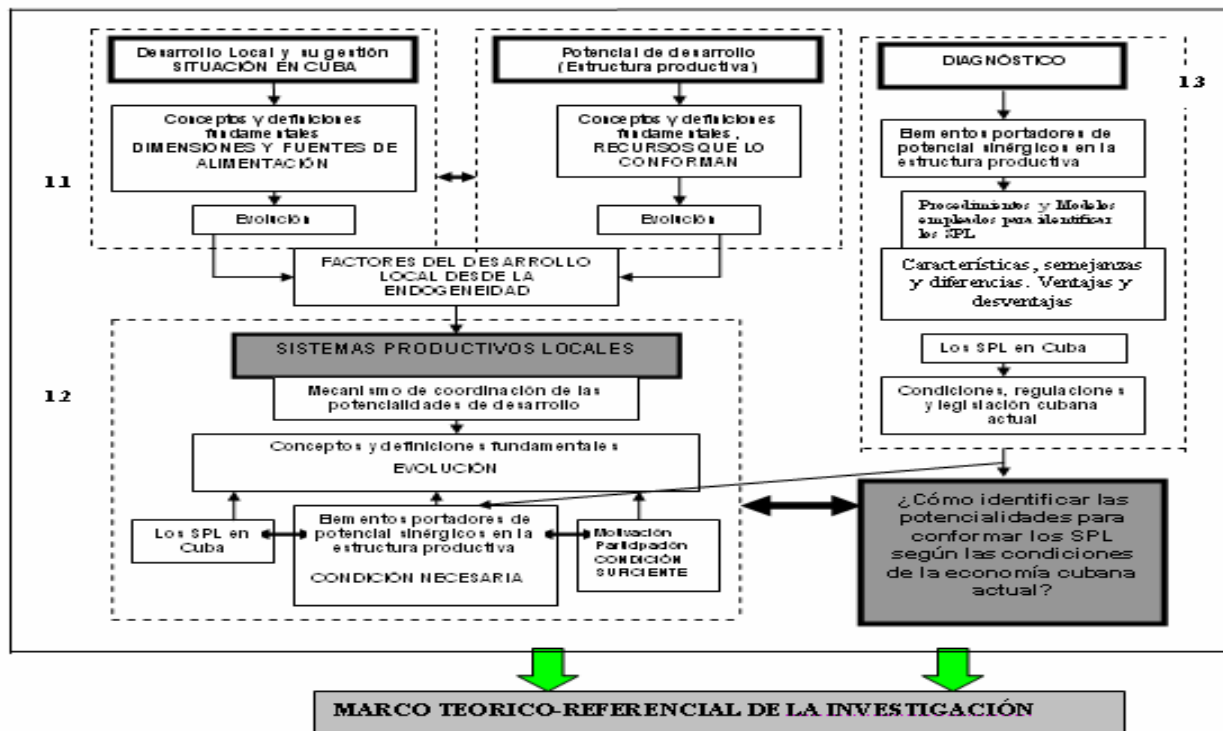 Desarrollo Local y su gestión
SITUACIÓN EN CUBA
Conceptos y definiciones
fundamentales
DIMENSIONES Y FUENTES DE
ALIMENTACIÓN
Evolución
11
Potencial de desarrollo
(Estructura productiva)
Conceptos y definiciones
fundamentales,
RECURSOS QUE LO
CONFORMAN
Evolución
FACTORES DEL DESARROLLO
LOCAL DESDE LA
ENDOGENEIDAD
DIAGNÓSTICO
13
Elementos portadores de
potencial sinérgicos en la
estructura productiva
Procedimientos y Modelos
empleados para identificar
los SPL
Características, semejanzas
y diferencias. Ventajas y
desventajas
Los SPL en Cuba
Condiciones, regulaciones
y legislación cubana
actual
12
SISTEMAS PRODUCTIVOS LOCALES
Mecanismo de coordinación de las
potencialidades de desarrollo
Conceptos y definiciones fundamentales
EVOLUCIÓN
Los SPL en
Cuba
Elementos portadores de
potencial sinérgicos en la
estructura productiva
CONDICIÓN NECESARIA
Motivación
Participación
CONDICIÓN
SUFICIENTE
¿Cómo identificar las
potencialidades para
conformar los SPL
según las condiciones
de la economía cubana
actual?
MARCO TEORICO-REFERENCIAL DE LA INVESTIGACIÓN